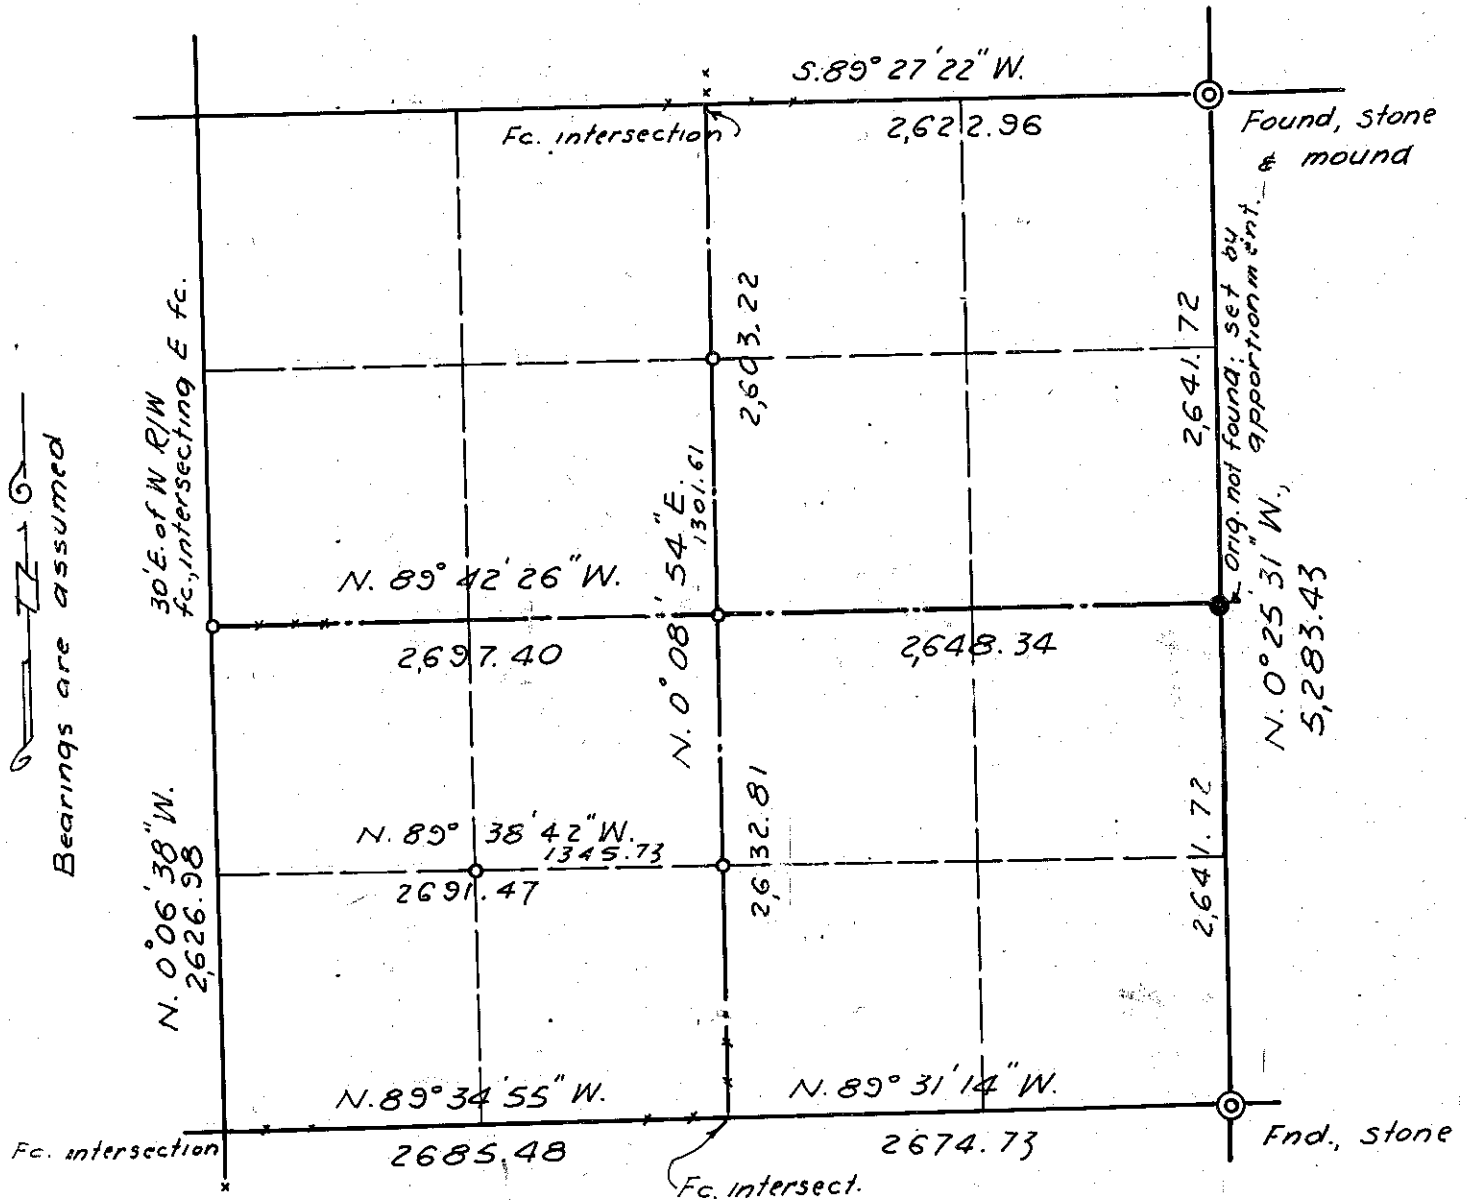 S.89° 27' 22" W.
2,622.96
Fc. intersection
Found, stone
& mound
orig. not found; set by
apportionment.
2,641.72
2,603.22
30' E. of W R/W
fc., intersecting E fc.
Bearings are assumed
N. 0° 08' 54" E.
1301.61
N. 89° 42' 26" W.
2,697.40
2,648.34
N. 0° 25' 31" W.,
5,283.43
N. 0° 06' 38" W.
2,626.98
N. 89° 38' 42" W.
1345.73
2691.47
2,632.81
2,641.72
N. 89° 34' 55" W.
2685.48
N. 89° 31' 14" W.
2674.73
Fc. intersection
Fc. intersect.
Fnd., stone